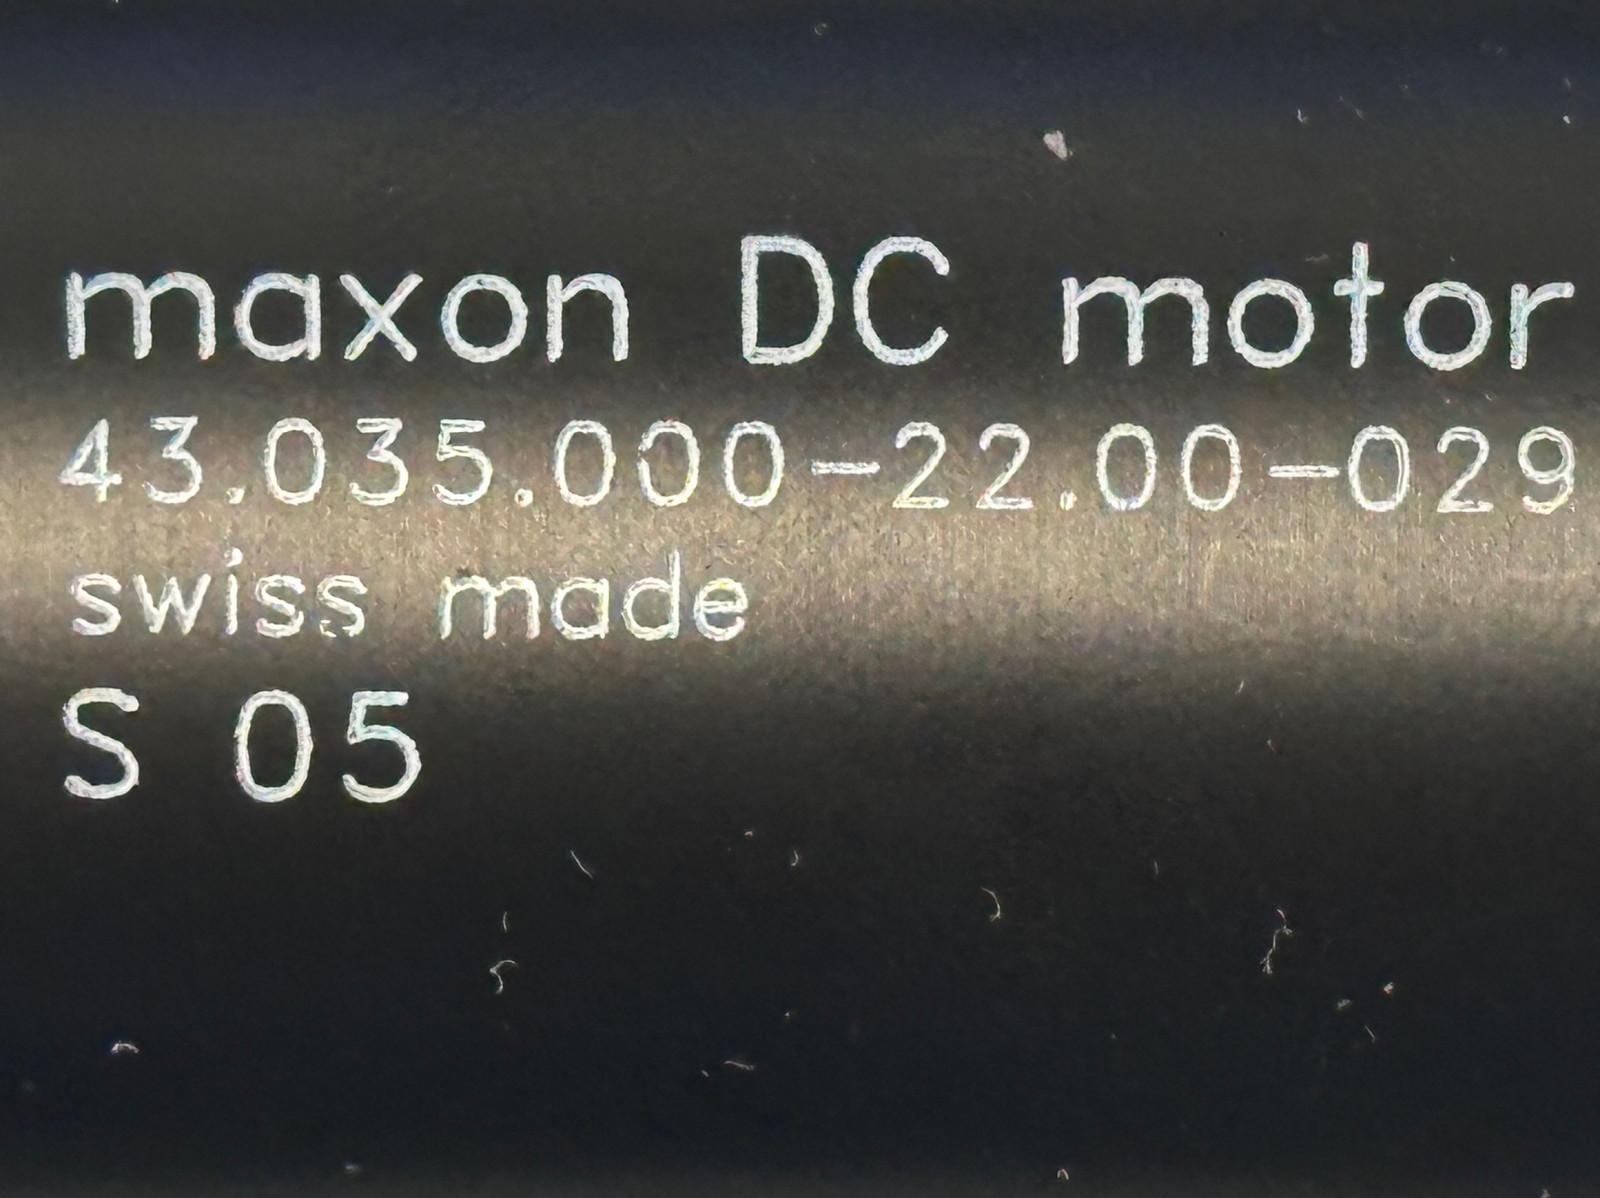 maxon DC motor
43.035.000-22.00-029
swiss made
S 05